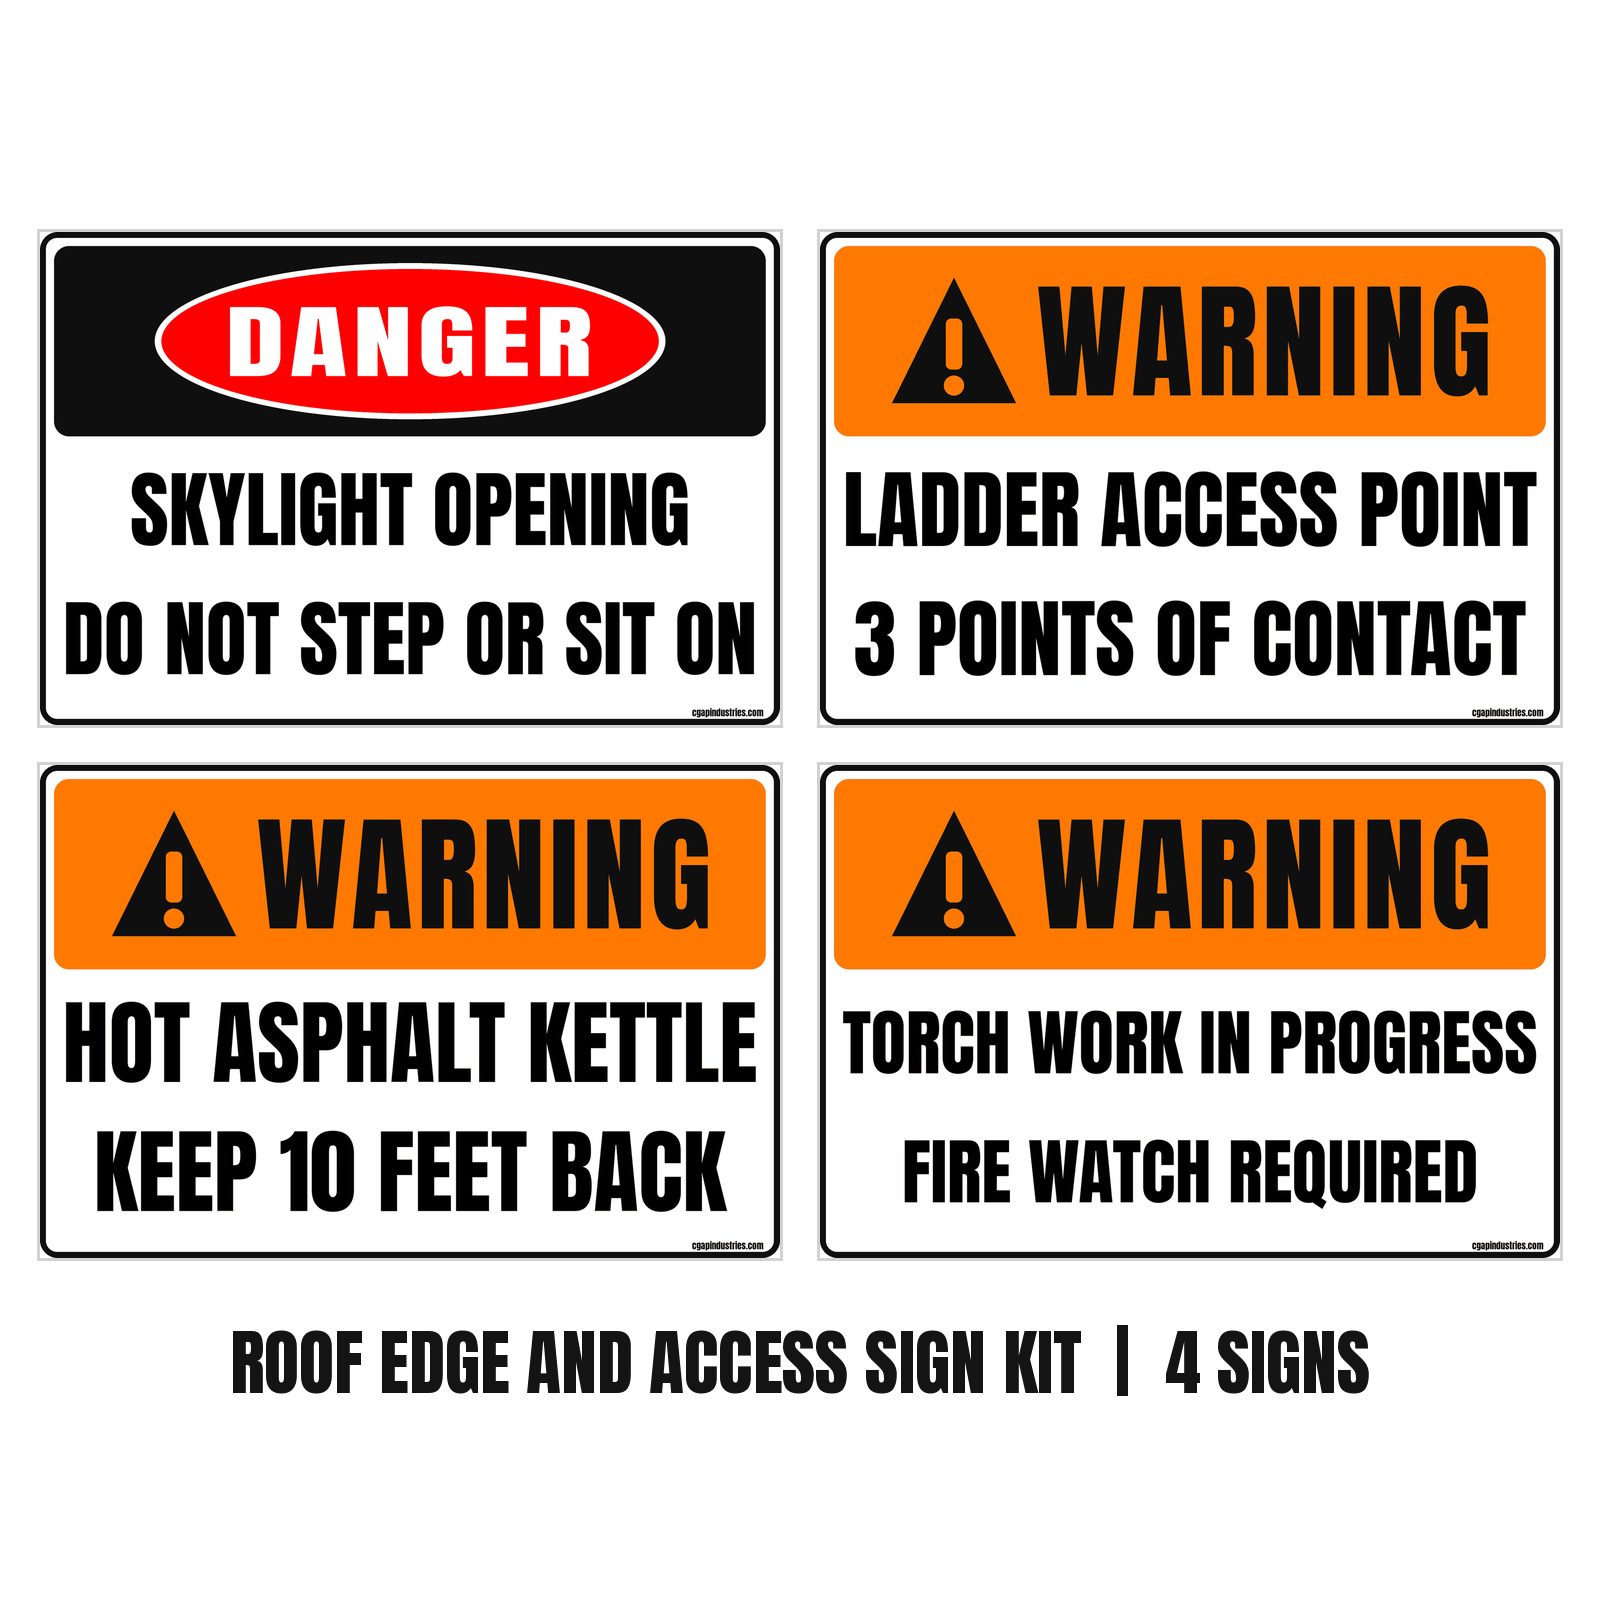 DANGER
SKYLIGHT OPENING
DO NOT STEP OR SIT ON
cgapindustries.com
WARNING
LADDER ACCESS POINT
3 POINTS OF CONTACT
cgapindustries.com
WARNING
HOT ASPHALT KETTLE
KEEP 10 FEET BACK
cgapindustries.com
WARNING
TORCH WORK IN PROGRESS
FIRE WATCH REQUIRED
cgapindustries.com
ROOF EDGE AND ACCESS SIGN KIT | 4 SIGNS